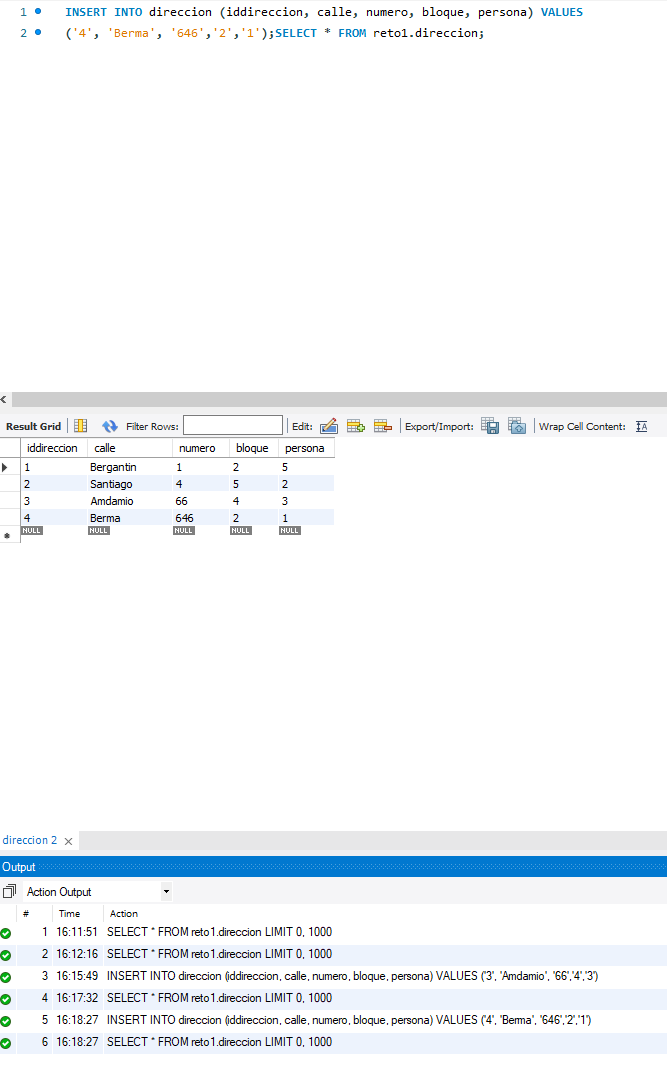 1 INSERT INTO direccion (iddireccion, calle, numero, bloque, persona) VALUES
2 ('4', 'Berma', '646','2','1');SELECT * FROM reto1.direccion;
Result Grid Filter Rows: Edit: Export/Import: Wrap Cell Content: IA
iddireccion calle numero bloque persona
1 Bergantin 1 2 5
2 Santiago 4 5 2
3 Amdamio 66 4 3
4 Berma 646 2 1
NULL NULL NULL NULL NULL
direccion 2
Output
Action Output
# Time Action
1 16:11:51 SELECT * FROM reto1.direccion LIMIT 0, 1000
2 16:12:16 SELECT * FROM reto1.direccion LIMIT 0, 1000
3 16:15:49 INSERT INTO direccion (iddireccion, calle, numero, bloque, persona) VALUES ('3', 'Amdamio', '66','4','3')
4 16:17:32 SELECT * FROM reto1.direccion LIMIT 0, 1000
5 16:18:27 INSERT INTO direccion (iddireccion, calle, numero, bloque, persona) VALUES ('4', 'Berma', '646','2','1')
6 16:18:27 SELECT * FROM reto1.direccion LIMIT 0, 1000